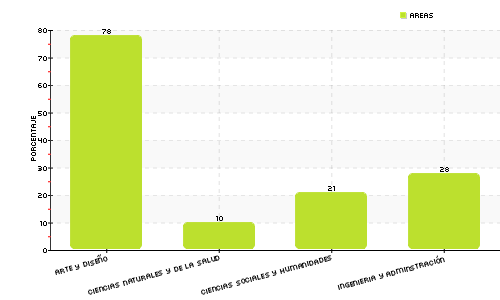 AREAS
80
70
60
50
40
30
20
10
0
PORCENTAJE
78
10
21
28
ARTE Y DISEÑO
CIENCIAS NATURALES Y DE LA SALUD
CIENCIAS SOCIALES Y HUMANIDADES
INGENIERIA Y ADMINSTRACIÓN